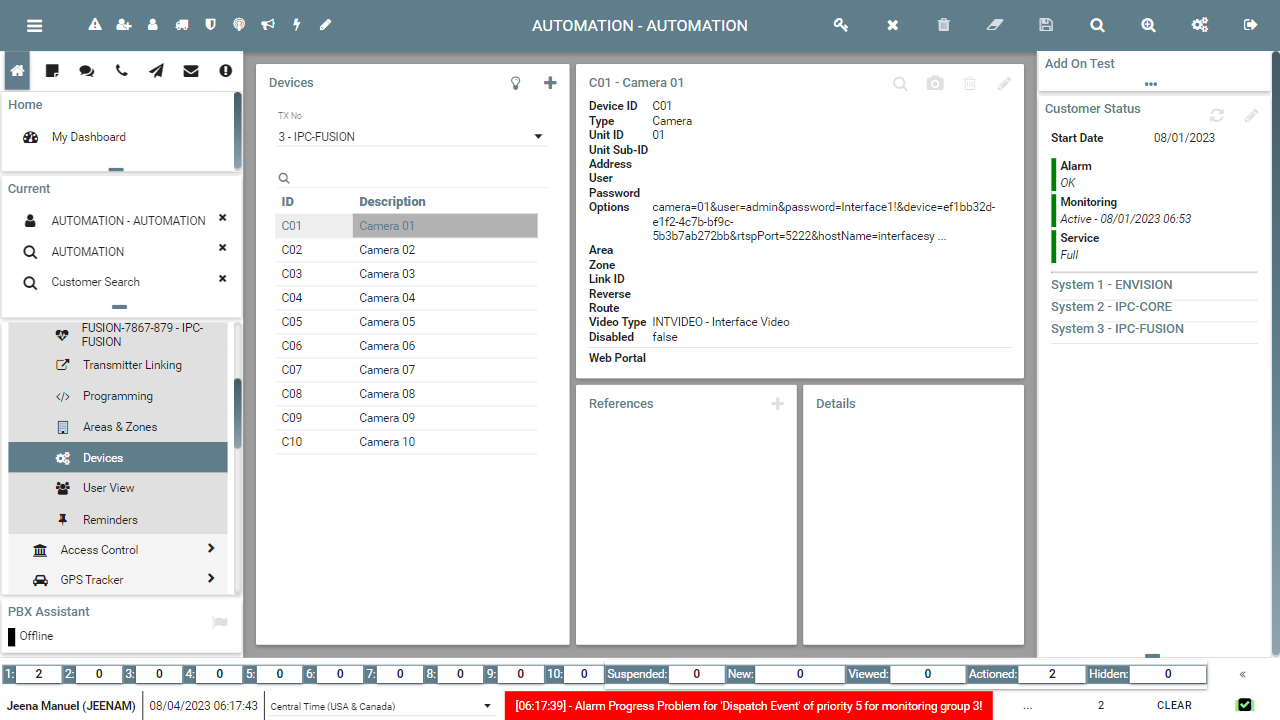 AUTOMATION - AUTOMATION
Home
My Dashboard
Current
AUTOMATION - AUTOMATION
AUTOMATION
Customer Search
FUSION-7867-879 - IPC-
FUSION
Transmitter Linking
Programming
Areas & Zones
Devices
User View
Reminders
Access Control
GPS Tracker
PBX Assistant
Offline
Devices
TX No
3 - IPC-FUSION
ID Description
C01 Camera 01
C02 Camera 02
C03 Camera 03
C04 Camera 04
C05 Camera 05
C06 Camera 06
C07 Camera 07
C08 Camera 08
C09 Camera 09
C10 Camera 10
C01 - Camera 01
Device ID C01
Type Camera
Unit ID 01
Unit Sub-ID
Address
User
Password
Options camera=01&user=admin&password=Interface1!&device=ef1bb32d-
e1f2-4c7b-bf9c-
5b3b7ab272bb&rtspPort=5222&hostName=interfacesy ...
Area
Zone
Link ID
Reverse
Route
Video Type INTVIDEO - Interface Video
Disabled false
Web Portal
References
Details
Add On Test
Customer Status
Start Date 08/01/2023
Alarm
OK
Monitoring
Active - 08/01/2023 06:53
Service
Full
System 1 - ENVISION
System 2 - IPC-CORE
System 3 - IPC-FUSION
1: 2 2: 0 3: 0 4: 0 5: 0 6: 0 7: 0 8: 0 9: 0 10: 0 Suspended: 0 New: 0 Viewed: 0 Actioned: 2 Hidden: 0 «
Jeena Manuel (JEENAM) 08/04/2023 06:17:43 Central Time (USA & Canada) [06:17:39] - Alarm Progress Problem for 'Dispatch Event' of priority 5 for monitoring group 3! ... 2 CLEAR